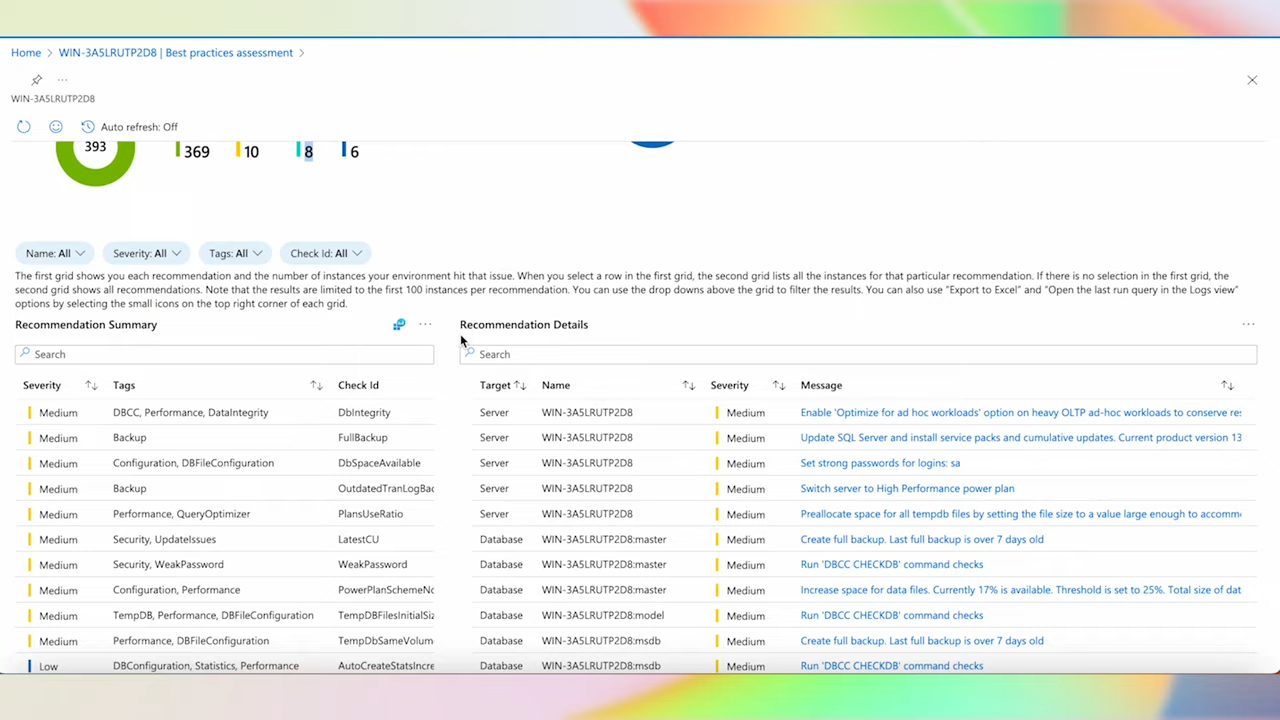 Home > WIN-3A5LRUTP2D8 | Best practices assessment >
...
WIN-3A5LRUTP2D8
Auto refresh: Off
393 369 10 8 6
Name: All Severity: All Tags: All Check Id: All
The first grid shows you each recommendation and the number of instances your environment hit that issue. When you select a row in the first grid, the second grid lists all the instances for that particular recommendation. If there is no selection in the first grid, the
second grid shows all recommendations. Note that the results are limited to the first 100 instances per recommendation. You can use the drop downs above the grid to filter the results. You can also use "Export to Excel" and "Open the last run query in the Logs view"
options by selecting the small icons on the top right corner of each grid.
Recommendation Summary
Search
Severity Tags Check Id
Medium DBCC, Performance, DataIntegrity DbIntegrity
Medium Backup FullBackup
Medium Configuration, DBFileConfiguration DbSpaceAvailable
Medium Backup OutdatedTranLogBac
Medium Performance, QueryOptimizer PlansUseRatio
Medium Security, UpdateIssues LatestCU
Medium Security, WeakPassword WeakPassword
Medium Configuration, Performance PowerPlanSchemeNo
Medium TempDB, Performance, DBFileConfiguration TempDBFilesInitialSiz
Medium Performance, DBFileConfiguration TempDbSameVolum
Low DBConfiguration, Statistics, Performance AutoCreateStatsIncre
Recommendation Details
Search
Target Name Severity Message
Server WIN-3A5LRUTP2D8 Medium Enable 'Optimize for ad hoc workloads' option on heavy OLTP ad-hoc workloads to conserve res
Server WIN-3A5LRUTP2D8 Medium Update SQL Server and install service packs and cumulative updates. Current product version 13
Server WIN-3A5LRUTP2D8 Medium Set strong passwords for logins: sa
Server WIN-3A5LRUTP2D8 Medium Switch server to High Performance power plan
Server WIN-3A5LRUTP2D8 Medium Preallocate space for all tempdb files by setting the file size to a value large enough to accomm
Database WIN-3A5LRUTP2D8:master Medium Create full backup. Last full backup is over 7 days old
Database WIN-3A5LRUTP2D8:master Medium Run 'DBCC CHECKDB' command checks
Database WIN-3A5LRUTP2D8:master Medium Increase space for data files. Currently 17% is available. Threshold is set to 25%. Total size of dat
Database WIN-3A5LRUTP2D8:model Medium Run 'DBCC CHECKDB' command checks
Database WIN-3A5LRUTP2D8:msdb Medium Create full backup. Last full backup is over 7 days old
Database WIN-3A5LRUTP2D8:msdb Medium Run 'DBCC CHECKDB' command checks